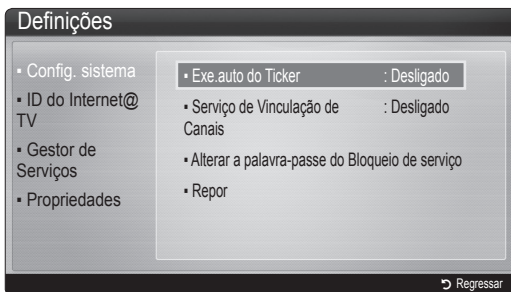 Definições
▪ Config. sistema
▪ ID do Internet@
TV
▪ Gestor de
Serviços
▪ Propriedades
▪ Exe.auto do Ticker : Desligado
▪ Serviço de Vinculação de : Desligado
Canais
▪ Alterar a palavra-passe do Bloqueio de serviço
▪ Repor
Regressar